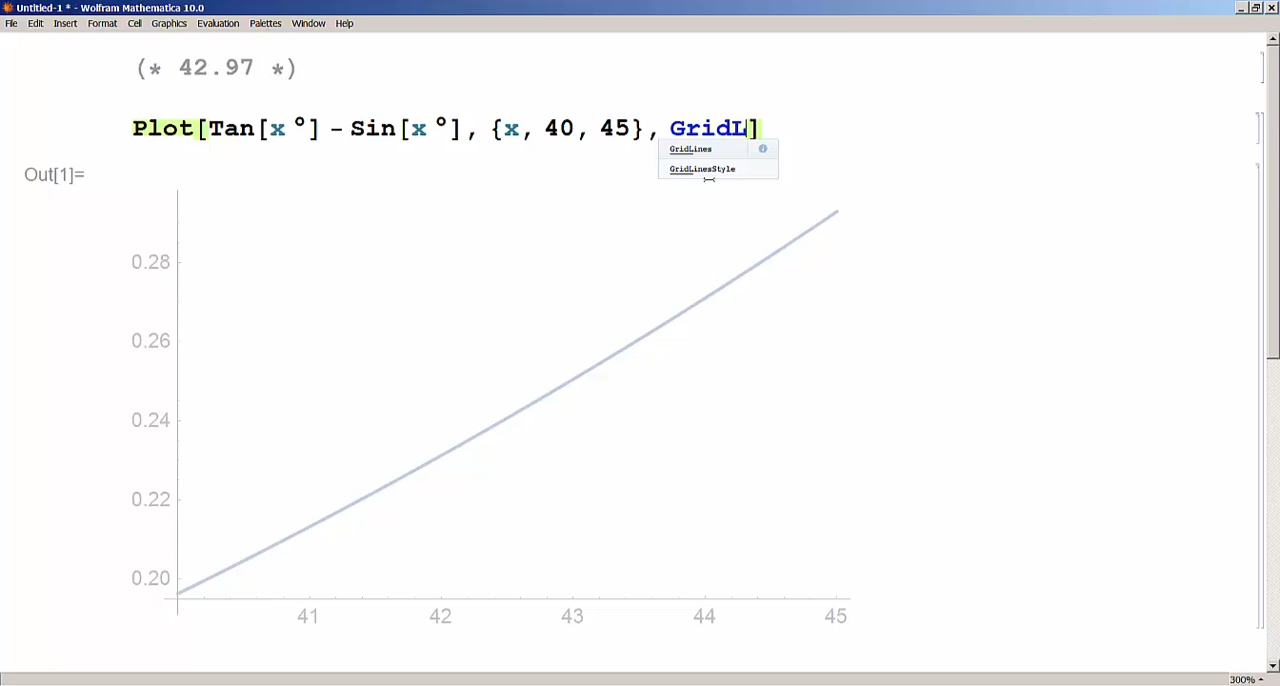 Untitled-1 * - Wolfram Mathematica 10.0
File Edit Insert Format Cell Graphics Evaluation Palettes Window Help
(* 42.97 *)
Plot[Tan[x °] - Sin[x °], {x, 40, 45}, GridL]
GridLines
GridLinesStyle
Out[1]=
0.28
0.26
0.24
0.22
0.20
41 42 43 44 45
300%